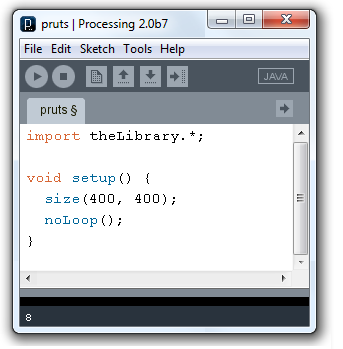 pruts | Processing 2.0b7
File Edit Sketch Tools Help
JAVA
pruts §
import theLibrary.*;
void setup() {
  size(400, 400);
  noLoop();
}
8